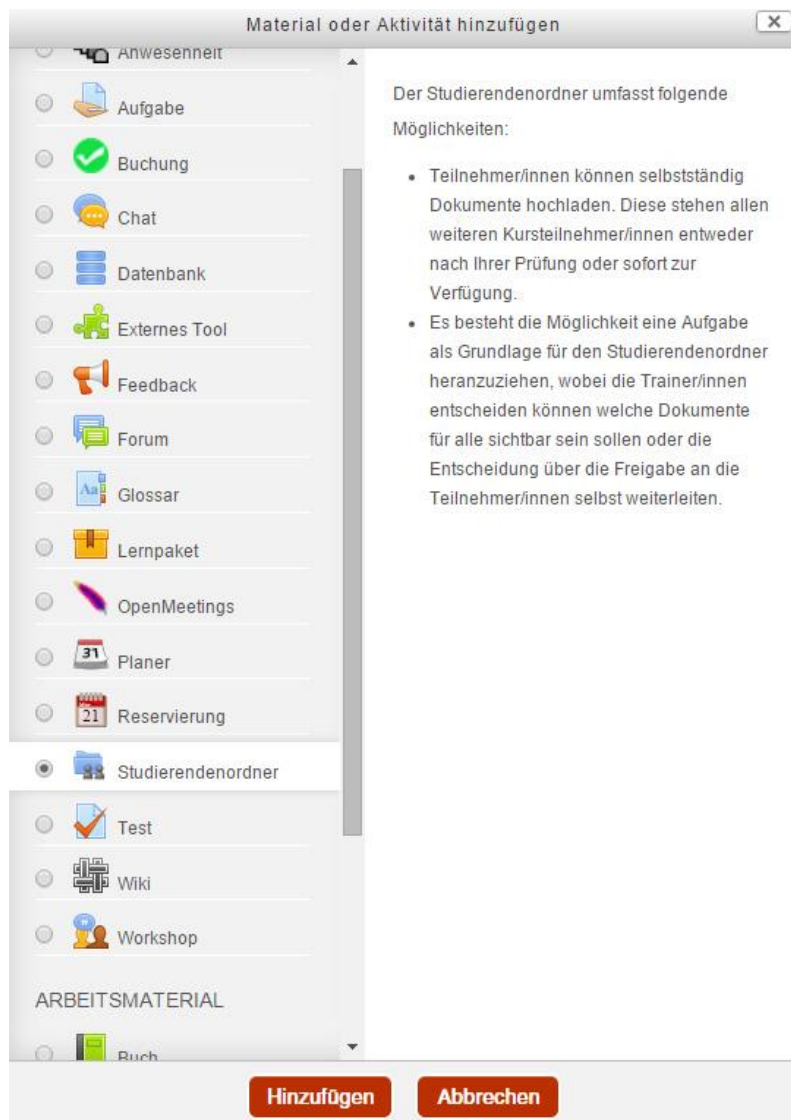 Material oder Aktivität hinzufügen
Anwesenheit
Aufgabe
Buchung
Chat
Datenbank
Externes Tool
Feedback
Forum
Glossar
Lernpaket
OpenMeetings
31
Planer
21
Reservierung
Studierendenordner
Test
Wiki
Workshop
ARBEITSMATERIAL
Buch
Der Studierendenordner umfasst folgende
Möglichkeiten:
• Teilnehmer/innen können selbstständig
Dokumente hochladen. Diese stehen allen
weiteren Kursteilnehmer/innen entweder
nach Ihrer Prüfung oder sofort zur
Verfügung.
• Es besteht die Möglichkeit eine Aufgabe
als Grundlage für den Studierendenordner
heranzuziehen, wobei die Trainer/innen
entscheiden können welche Dokumente
für alle sichtbar sein sollen oder die
Entscheidung über die Freigabe an die
Teilnehmer/innen selbst weiterleiten.
Hinzufügen
Abbrechen